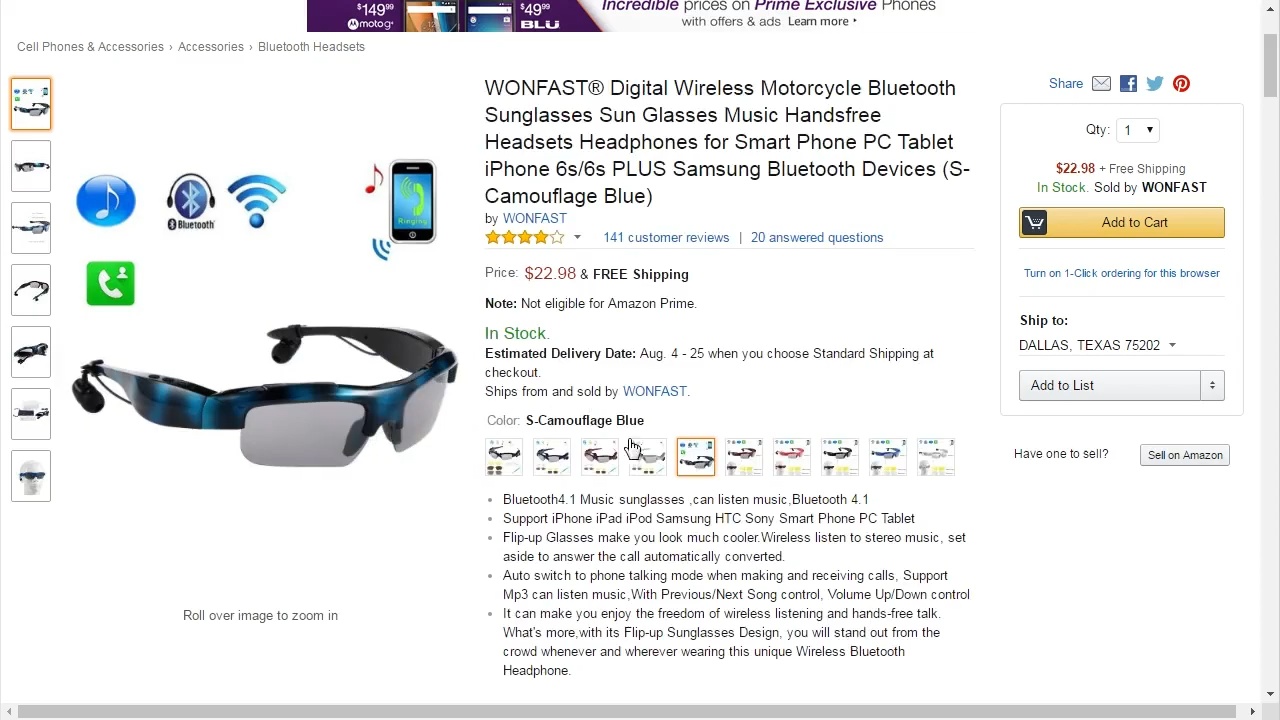 $149⁹⁹
motog⁴
$49⁹⁹
BLU
Incredible prices on Prime Exclusive Phones
with offers & ads Learn more ▸
Cell Phones & Accessories › Accessories › Bluetooth Headsets
WONFAST® Digital Wireless Motorcycle Bluetooth
Sunglasses Sun Glasses Music Handsfree
Headsets Headphones for Smart Phone PC Tablet
iPhone 6s/6s PLUS Samsung Bluetooth Devices (S-
Camouflage Blue)
by WONFAST
141 customer reviews | 20 answered questions
Price: $22.98 & FREE Shipping
Note: Not eligible for Amazon Prime.
In Stock.
Estimated Delivery Date: Aug. 4 - 25 when you choose Standard Shipping at
checkout.
Ships from and sold by WONFAST.
Color: S-Camouflage Blue
• Bluetooth4.1 Music sunglasses ,can listen music,Bluetooth 4.1
• Support iPhone iPad iPod Samsung HTC Sony Smart Phone PC Tablet
• Flip-up Glasses make you look much cooler.Wireless listen to stereo music, set
aside to answer the call automatically converted.
• Auto switch to phone talking mode when making and receiving calls, Support
Mp3 can listen music,With Previous/Next Song control, Volume Up/Down control
• It can make you enjoy the freedom of wireless listening and hands-free talk.
What's more,with its Flip-up Sunglasses Design, you will stand out from the
crowd whenever and wherever wearing this unique Wireless Bluetooth
Headphone.
Bluetooth
Ringing
Roll over image to zoom in
Share
Qty: 1
$22.98 + Free Shipping
In Stock. Sold by WONFAST
Add to Cart
Turn on 1-Click ordering for this browser
Ship to:
DALLAS, TEXAS 75202
Add to List
Have one to sell?
Sell on Amazon